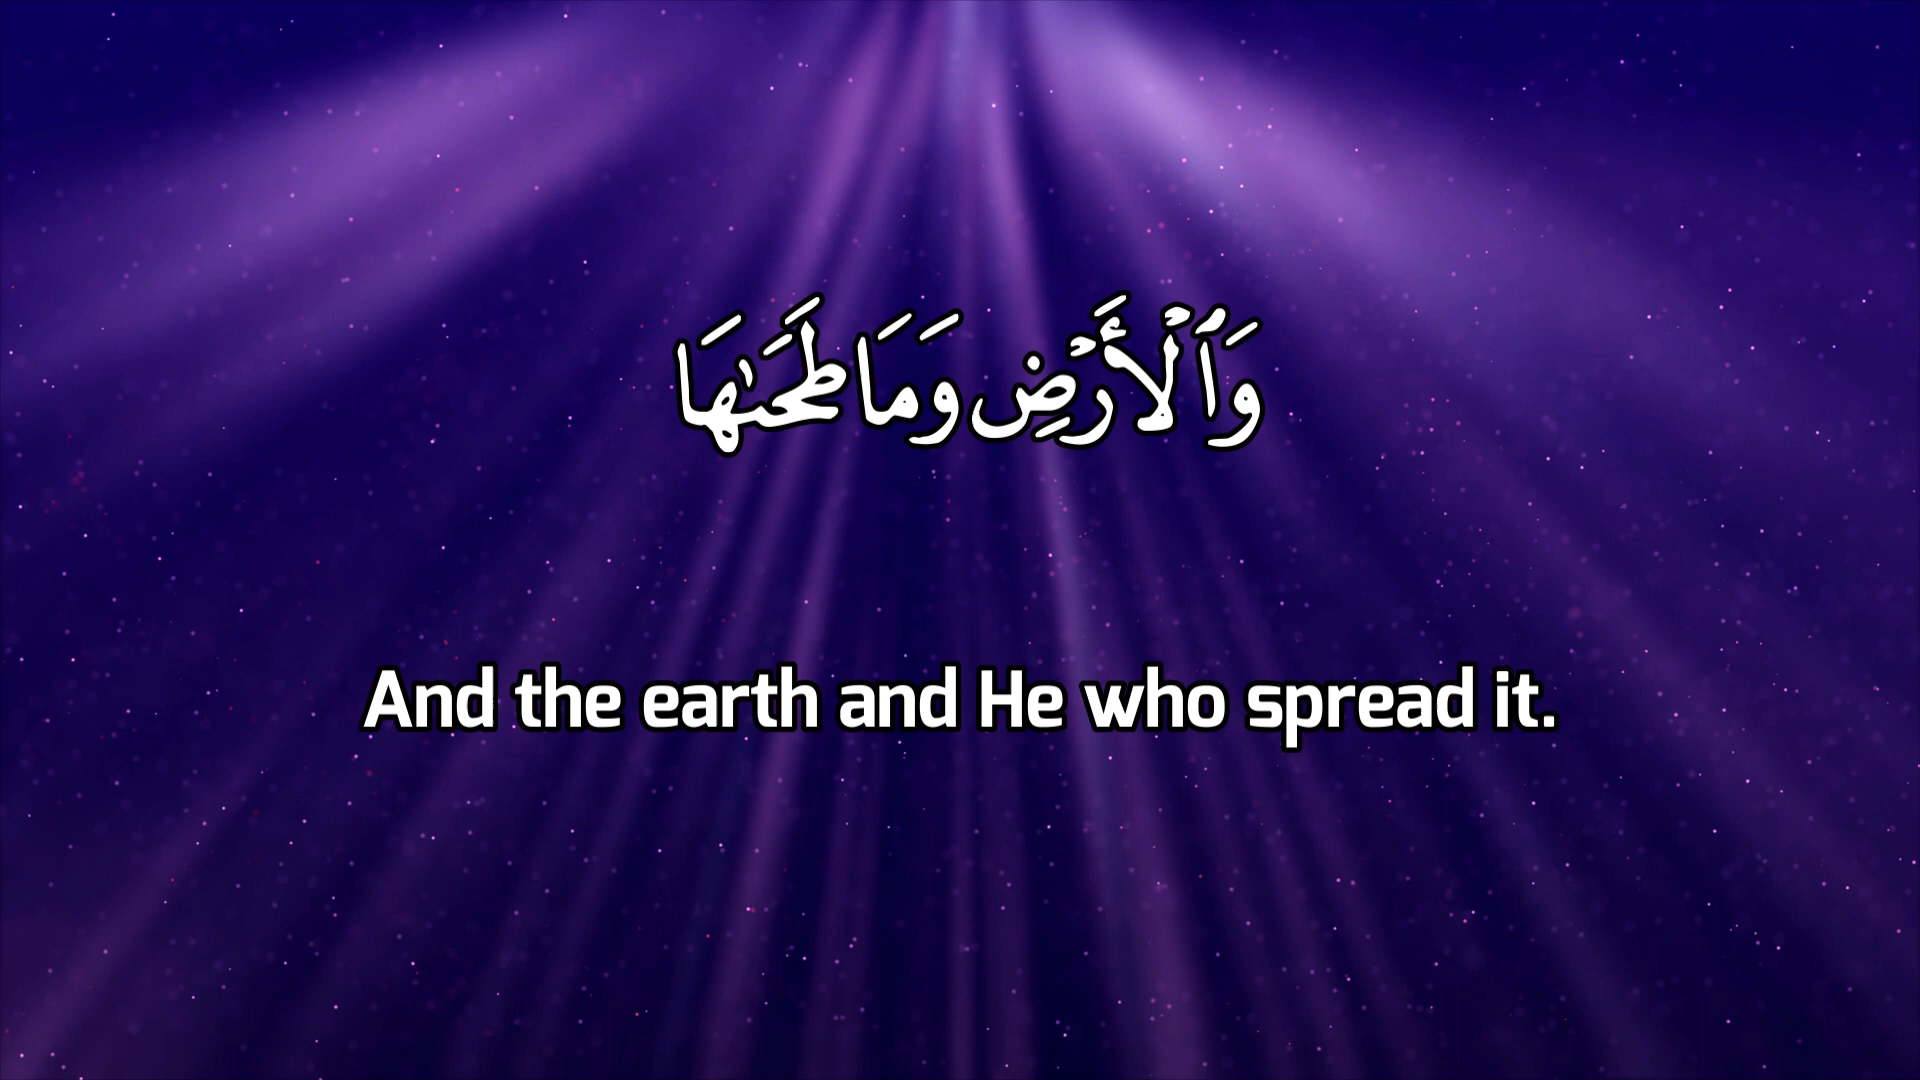 وَٱلۡأَرۡضِ وَمَا طَحَىٰهَا
And the earth and He who spread it.